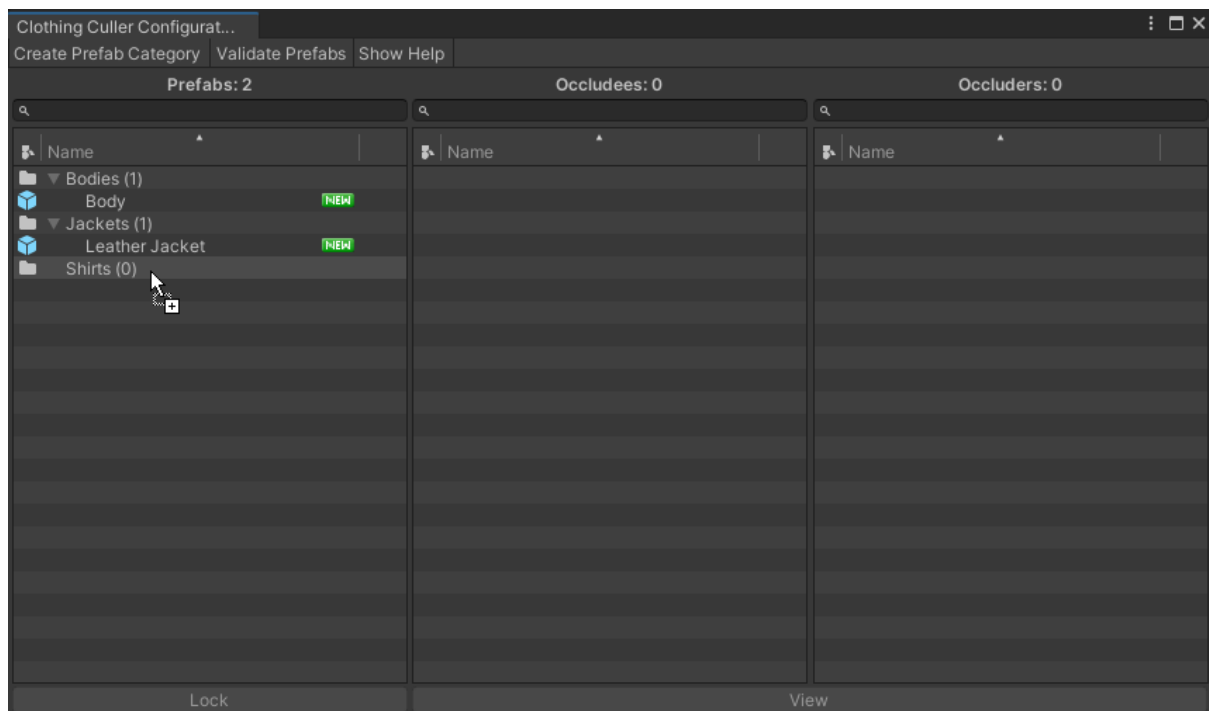 Clothing Culler Configurat...
Create Prefab Category Validate Prefabs Show Help
Prefabs: 2 Occludees: 0 Occluders: 0
Name Name Name
Bodies (1)
Body NEW
Jackets (1)
Leather Jacket NEW
Shirts (0)
Lock View